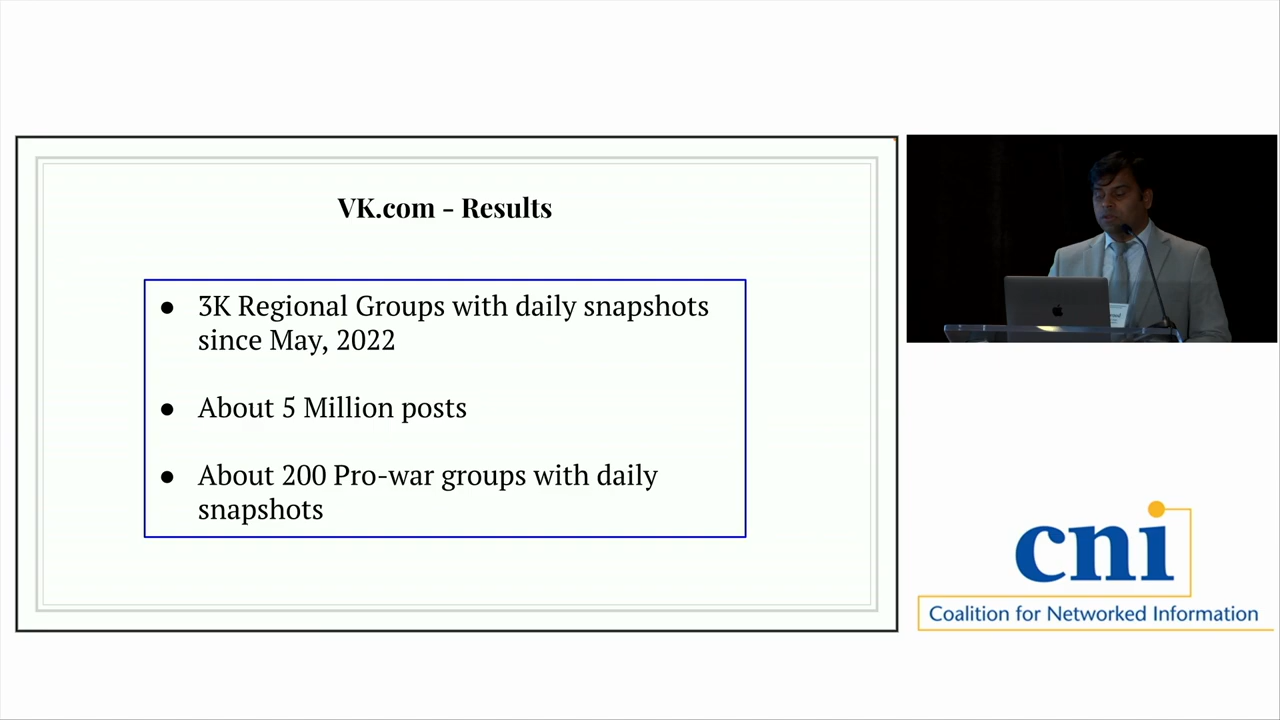 VK.com - Results
● 3K Regional Groups with daily snapshots
since May, 2022
● About 5 Million posts
● About 200 Pro-war groups with daily
snapshots
cni
Coalition for Networked Information